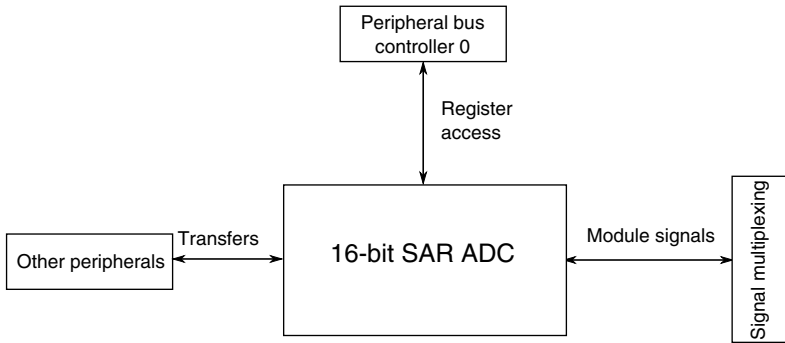 Peripheral bus
controller 0
Register
access
Transfers
Other peripherals
16-bit SAR ADC
Module signals
Signal multiplexing